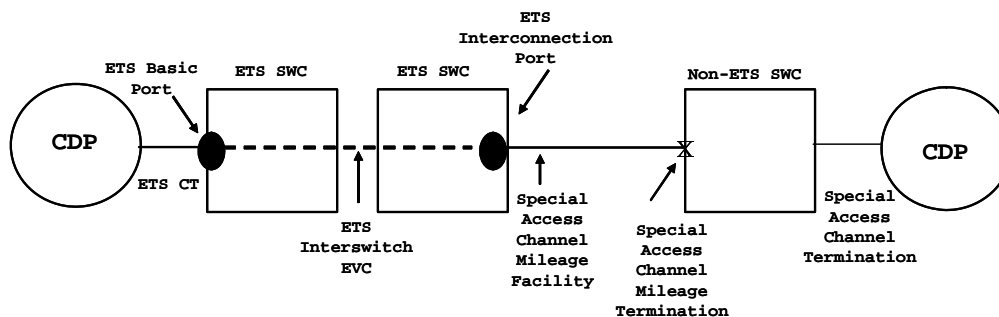 ETS
Interconnection
Port
ETS Basic
Port
ETS SWC
ETS SWC
Non-ETS SWC
CDP
CDP
ETS CT
ETS
Interswitch
EVC
Special
Access
Channel
Mileage
Facility
X
Special
Access
Channel
Mileage
Termination
Special
Access
Channel
Termination